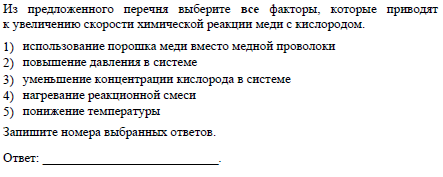 Из предложенного перечня выберите все факторы, которые приводят
к увеличению скорости химической реакции меди с кислородом.
1) использование порошка меди вместо медной проволоки
2) повышение давления в системе
3) уменьшение концентрации кислорода в системе
4) нагревание реакционной смеси
5) понижение температуры
Запишите номера выбранных ответов.
Ответ: ____________________________.